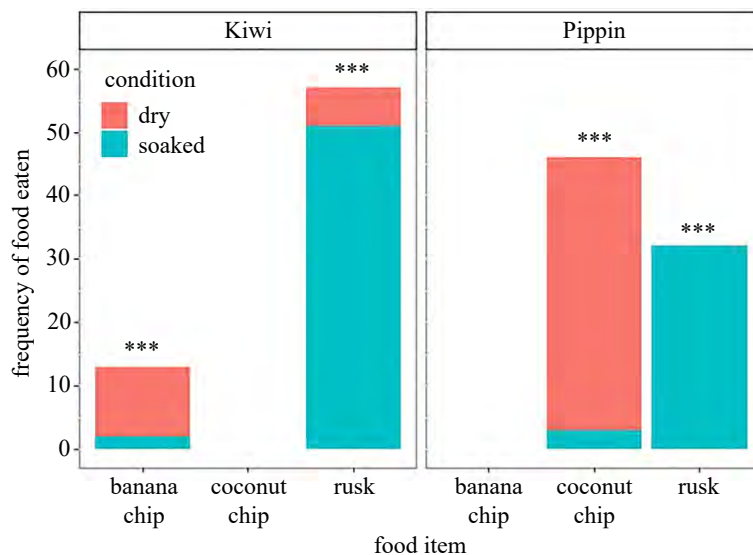 Kiwi
Pippin
60
50
40
30
20
10
0
frequency of food eaten
condition
dry
soaked
***
***
***
***
banana
chip
coconut
chip
rusk
banana
chip
coconut
chip
rusk
food item